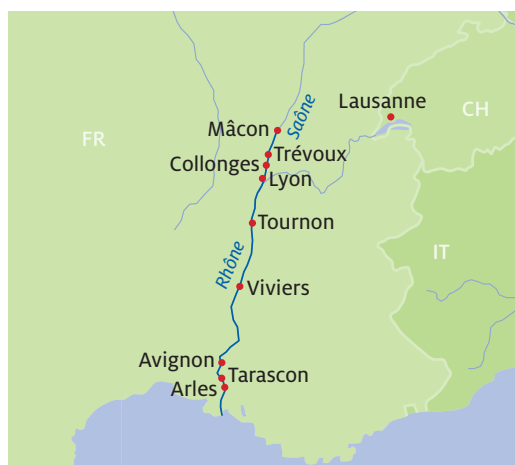 Lausanne
Saône
CH
Mâcon
FR
Trévoux
Collonges
Lyon
Tournon
IT
Rhône
Viviers
Avignon
Tarascon
Arles